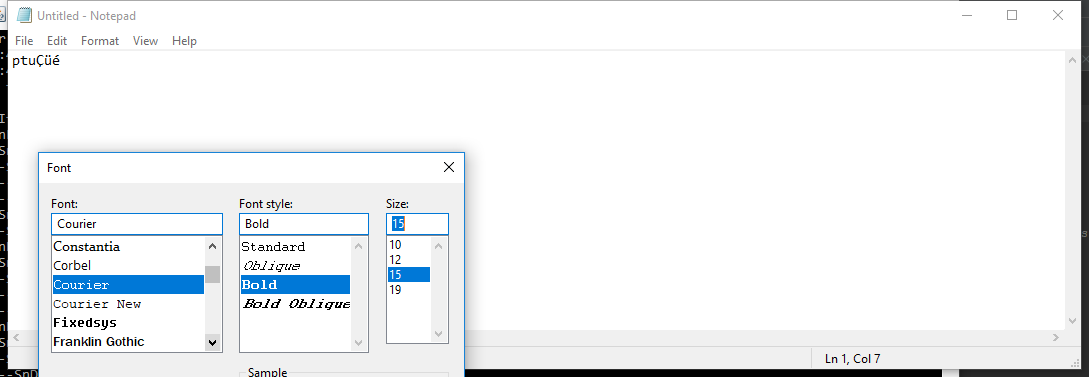 Untitled - Notepad
File Edit Format View Help
ptuÇüé
Font
Font: Font style: Size:
Courier Bold 15
Constantia Standard 10
Corbel Oblique 12
Courier Bold 15
Courier New Bold Oblique 19
Fixedsys
Franklin Gothic
Sample
Ln 1, Col 7